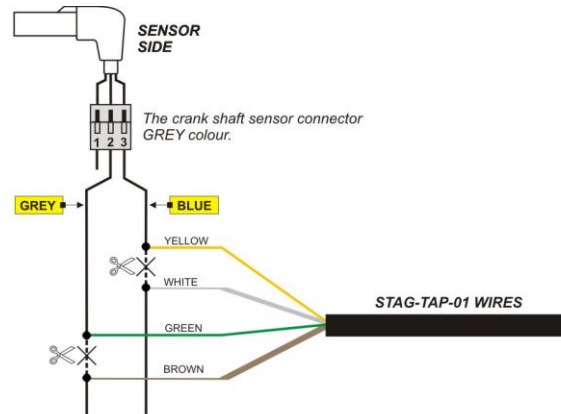 SENSOR
SIDE
The crank shaft sensor connector
GREY colour.
1 2 3
GREY
BLUE
YELLOW
WHITE
STAG-TAP-01 WIRES
GREEN
BROWN